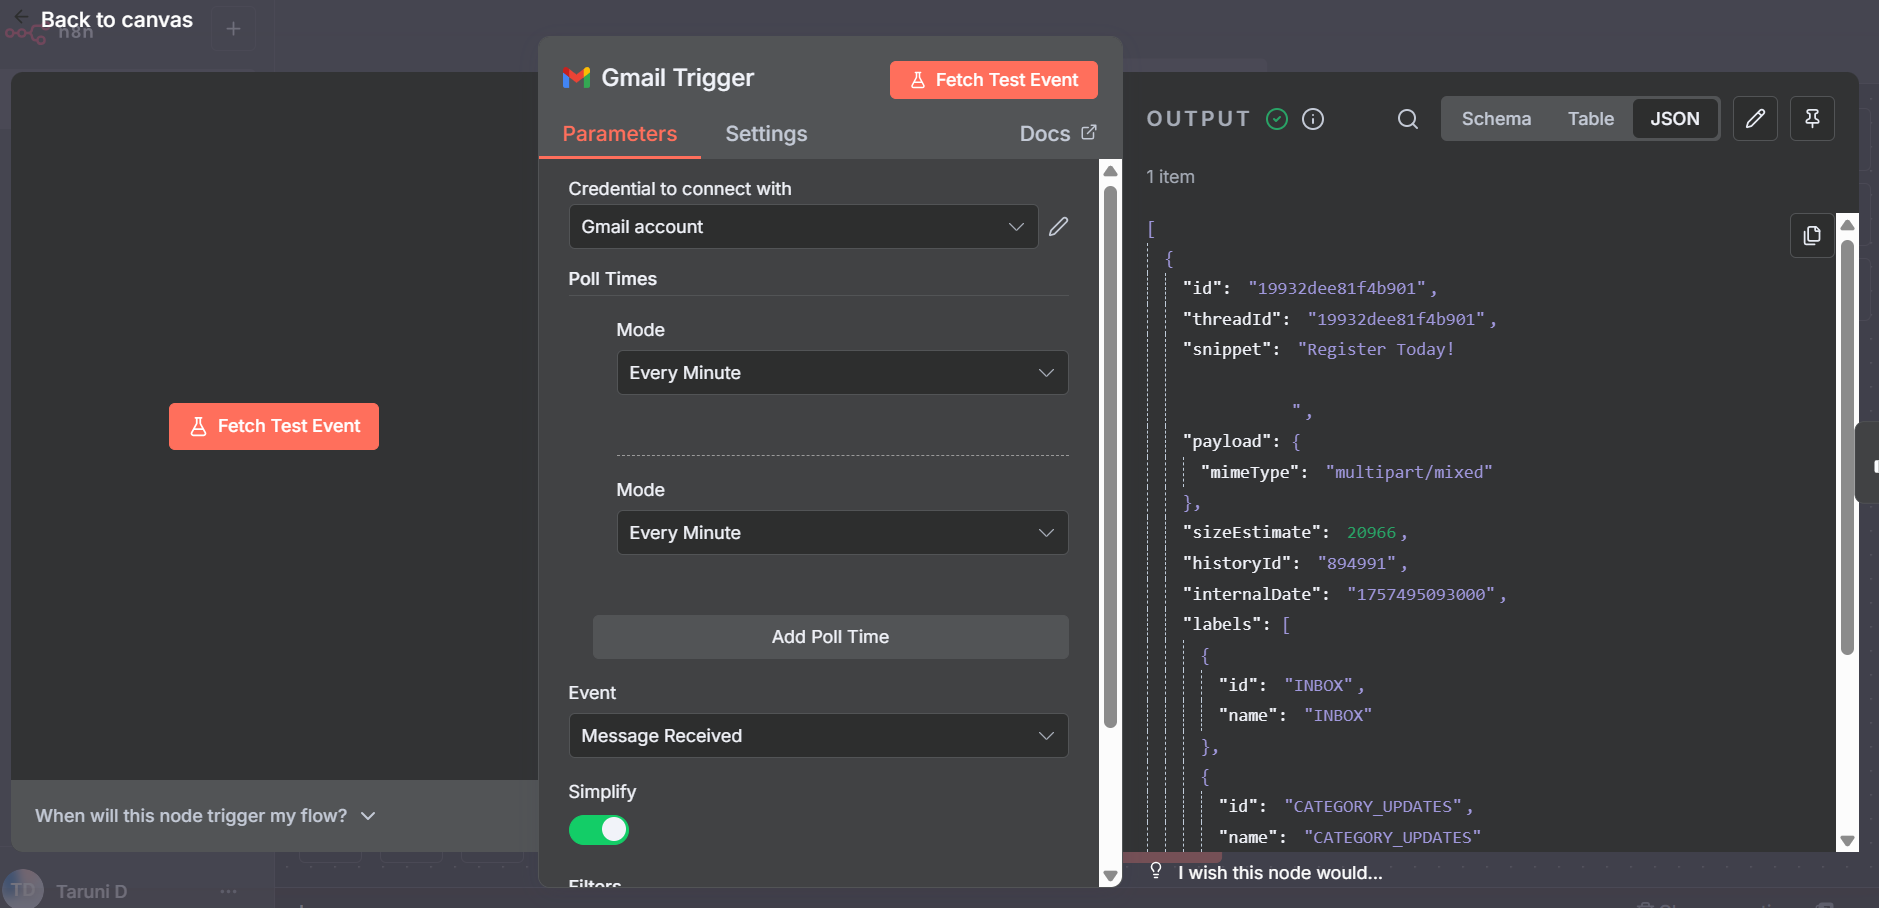 Back to canvas
n8n
Gmail Trigger
Fetch Test Event
Parameters
Settings
Docs
Credential to connect with
Gmail account
Poll Times
Mode
Every Minute
Mode
Every Minute
Add Poll Time
Event
Message Received
Simplify
Filters
Fetch Test Event
When will this node trigger my flow?
TD
Taruni D
OUTPUT
Schema
Table
JSON
1 item
[
{
"id": "19932dee81f4b901",
"threadId": "19932dee81f4b901",
"snippet": "Register Today!
",
"payload": {
"mimeType": "multipart/mixed"
},
"sizeEstimate": 20966,
"historyId": "894991",
"internalDate": "1757495093000",
"labels": [
{
"id": "INBOX",
"name": "INBOX"
},
{
"id": "CATEGORY_UPDATES",
"name": "CATEGORY_UPDATES"
I wish this node would...